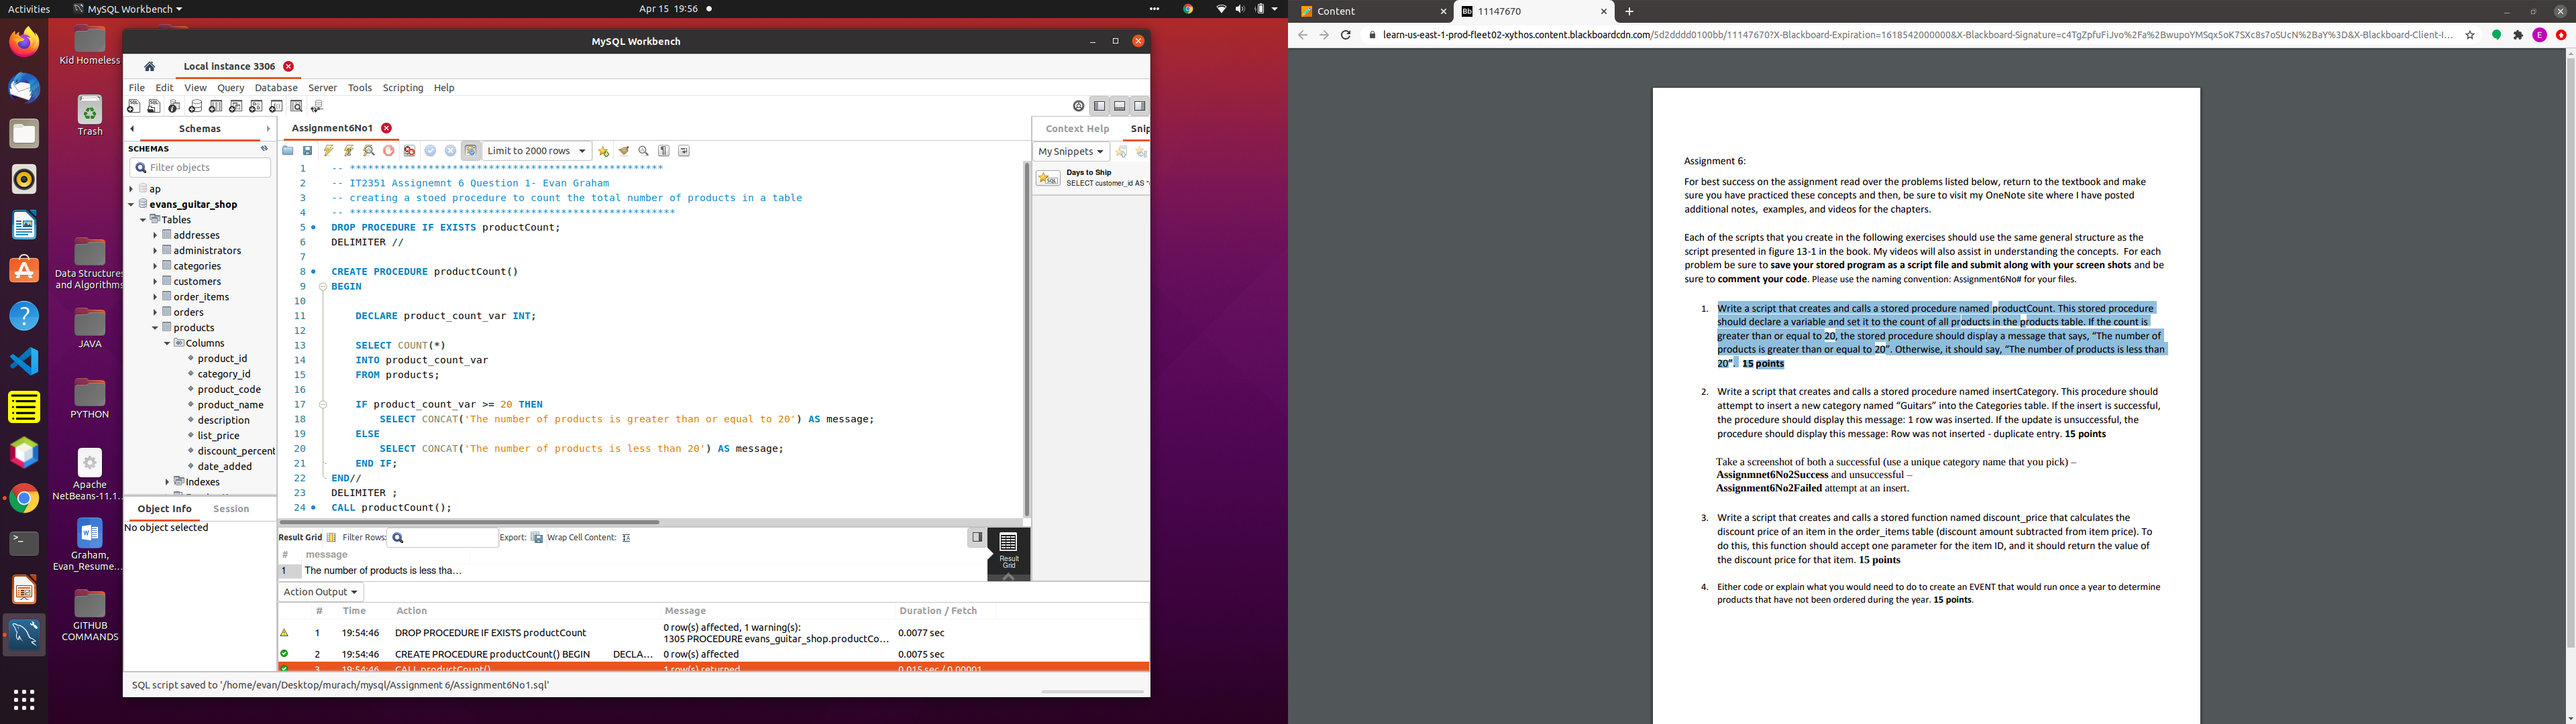 Activities
MySQL Workbench
Apr 15 19:56
Kid Homeless
Trash
Data Structures
and Algorithms
JAVA
PYTHON
Apache
NetBeans-11.1...
Graham,
Evan_Resume...
GITHUB
COMMANDS
MySQL Workbench
Local instance 3306
File Edit View Query Database Server Tools Scripting Help
Schemas
SCHEMAS
Filter objects
ap
evans_guitar_shop
Tables
addresses
administrators
categories
customers
order_items
orders
products
Columns
product_id
category_id
product_code
product_name
description
list_price
discount_percent
date_added
Indexes
Object Info Session
No object selected
Assignment6No1
Limit to 2000 rows
1 -- ****************************************************
2 -- IT2351 Assignemnt 6 Question 1- Evan Graham
3 -- creating a stoed procedure to count the total number of products in a table
4 -- ******************************************************
5 DROP PROCEDURE IF EXISTS productCount;
6 DELIMITER //
7
8 CREATE PROCEDURE productCount()
9 BEGIN
10
11 DECLARE product_count_var INT;
12
13 SELECT COUNT(*)
14 INTO product_count_var
15 FROM products;
16
17 IF product_count_var >= 20 THEN
18 SELECT CONCAT('The number of products is greater than or equal to 20') AS message;
19 ELSE
20 SELECT CONCAT('The number of products is less than 20') AS message;
21 END IF;
22 END//
23 DELIMITER ;
24 CALL productCount();
Context Help Snip
My Snippets
Days to Ship
SELECT customer_id AS "
Result Grid Filter Rows: Export: Wrap Cell Content:
# message
1 The number of products is less tha...
Result
Grid
Action Output
# Time Action Message Duration / Fetch
1 19:54:46 DROP PROCEDURE IF EXISTS productCount 0 row(s) affected, 1 warning(s):
1305 PROCEDURE evans_guitar_shop.productCo... 0.0077 sec
2 19:54:46 CREATE PROCEDURE productCount() BEGIN DECLA... 0 row(s) affected 0.0075 sec
3 19:54:46 CALL productCount() 1 row(s) returned 0.015 sec / 0.00001
SQL script saved to '/home/evan/Desktop/murach/mysql/Assignment 6/Assignment6No1.sql'
Content
Bb 11147670
learn-us-east-1-prod-fleet02-xythos.content.blackboardcdn.com/5d2dddd0100bb/11147670?X-Blackboard-Expiration=1618542000000&X-Blackboard-Signature=c4TgZpfuFiJvo%2Fa%2BwupoYMSqx5oK7SXc8s7oSUcN%2BaY%3D&X-Blackboard-Client-I...
E
Assignment 6:
For best success on the assignment read over the problems listed below, return to the textbook and make
sure you have practiced these concepts and then, be sure to visit my OneNote site where I have posted
additional notes, examples, and videos for the chapters.
Each of the scripts that you create in the following exercises should use the same general structure as the
script presented in figure 13-1 in the book. My videos will also assist in understanding the concepts. For each
problem be sure to save your stored program as a script file and submit along with your screen shots and be
sure to comment your code. Please use the naming convention: Assignment6No# for your files.
1. Write a script that creates and calls a stored procedure named productCount. This stored procedure
should declare a variable and set it to the count of all products in the products table. If the count is
greater than or equal to 20, the stored procedure should display a message that says, “The number of
products is greater than or equal to 20”. Otherwise, it should say, “The number of products is less than
20”. 15 points
2. Write a script that creates and calls a stored procedure named insertCategory. This procedure should
attempt to insert a new category named “Guitars” into the Categories table. If the insert is successful,
the procedure should display this message: 1 row was inserted. If the update is unsuccessful, the
procedure should display this message: Row was not inserted - duplicate entry. 15 points
Take a screenshot of both a successful (use a unique category name that you pick) –
Assignmnet6No2Success and unsuccessful –
Assignment6No2Failed attempt at an insert.
3. Write a script that creates and calls a stored function named discount_price that calculates the
discount price of an item in the order_items table (discount amount subtracted from item price). To
do this, this function should accept one parameter for the item ID, and it should return the value of
the discount price for that item. 15 points
4. Either code or explain what you would need to do to create an EVENT that would run once a year to determine
products that have not been ordered during the year. 15 points.